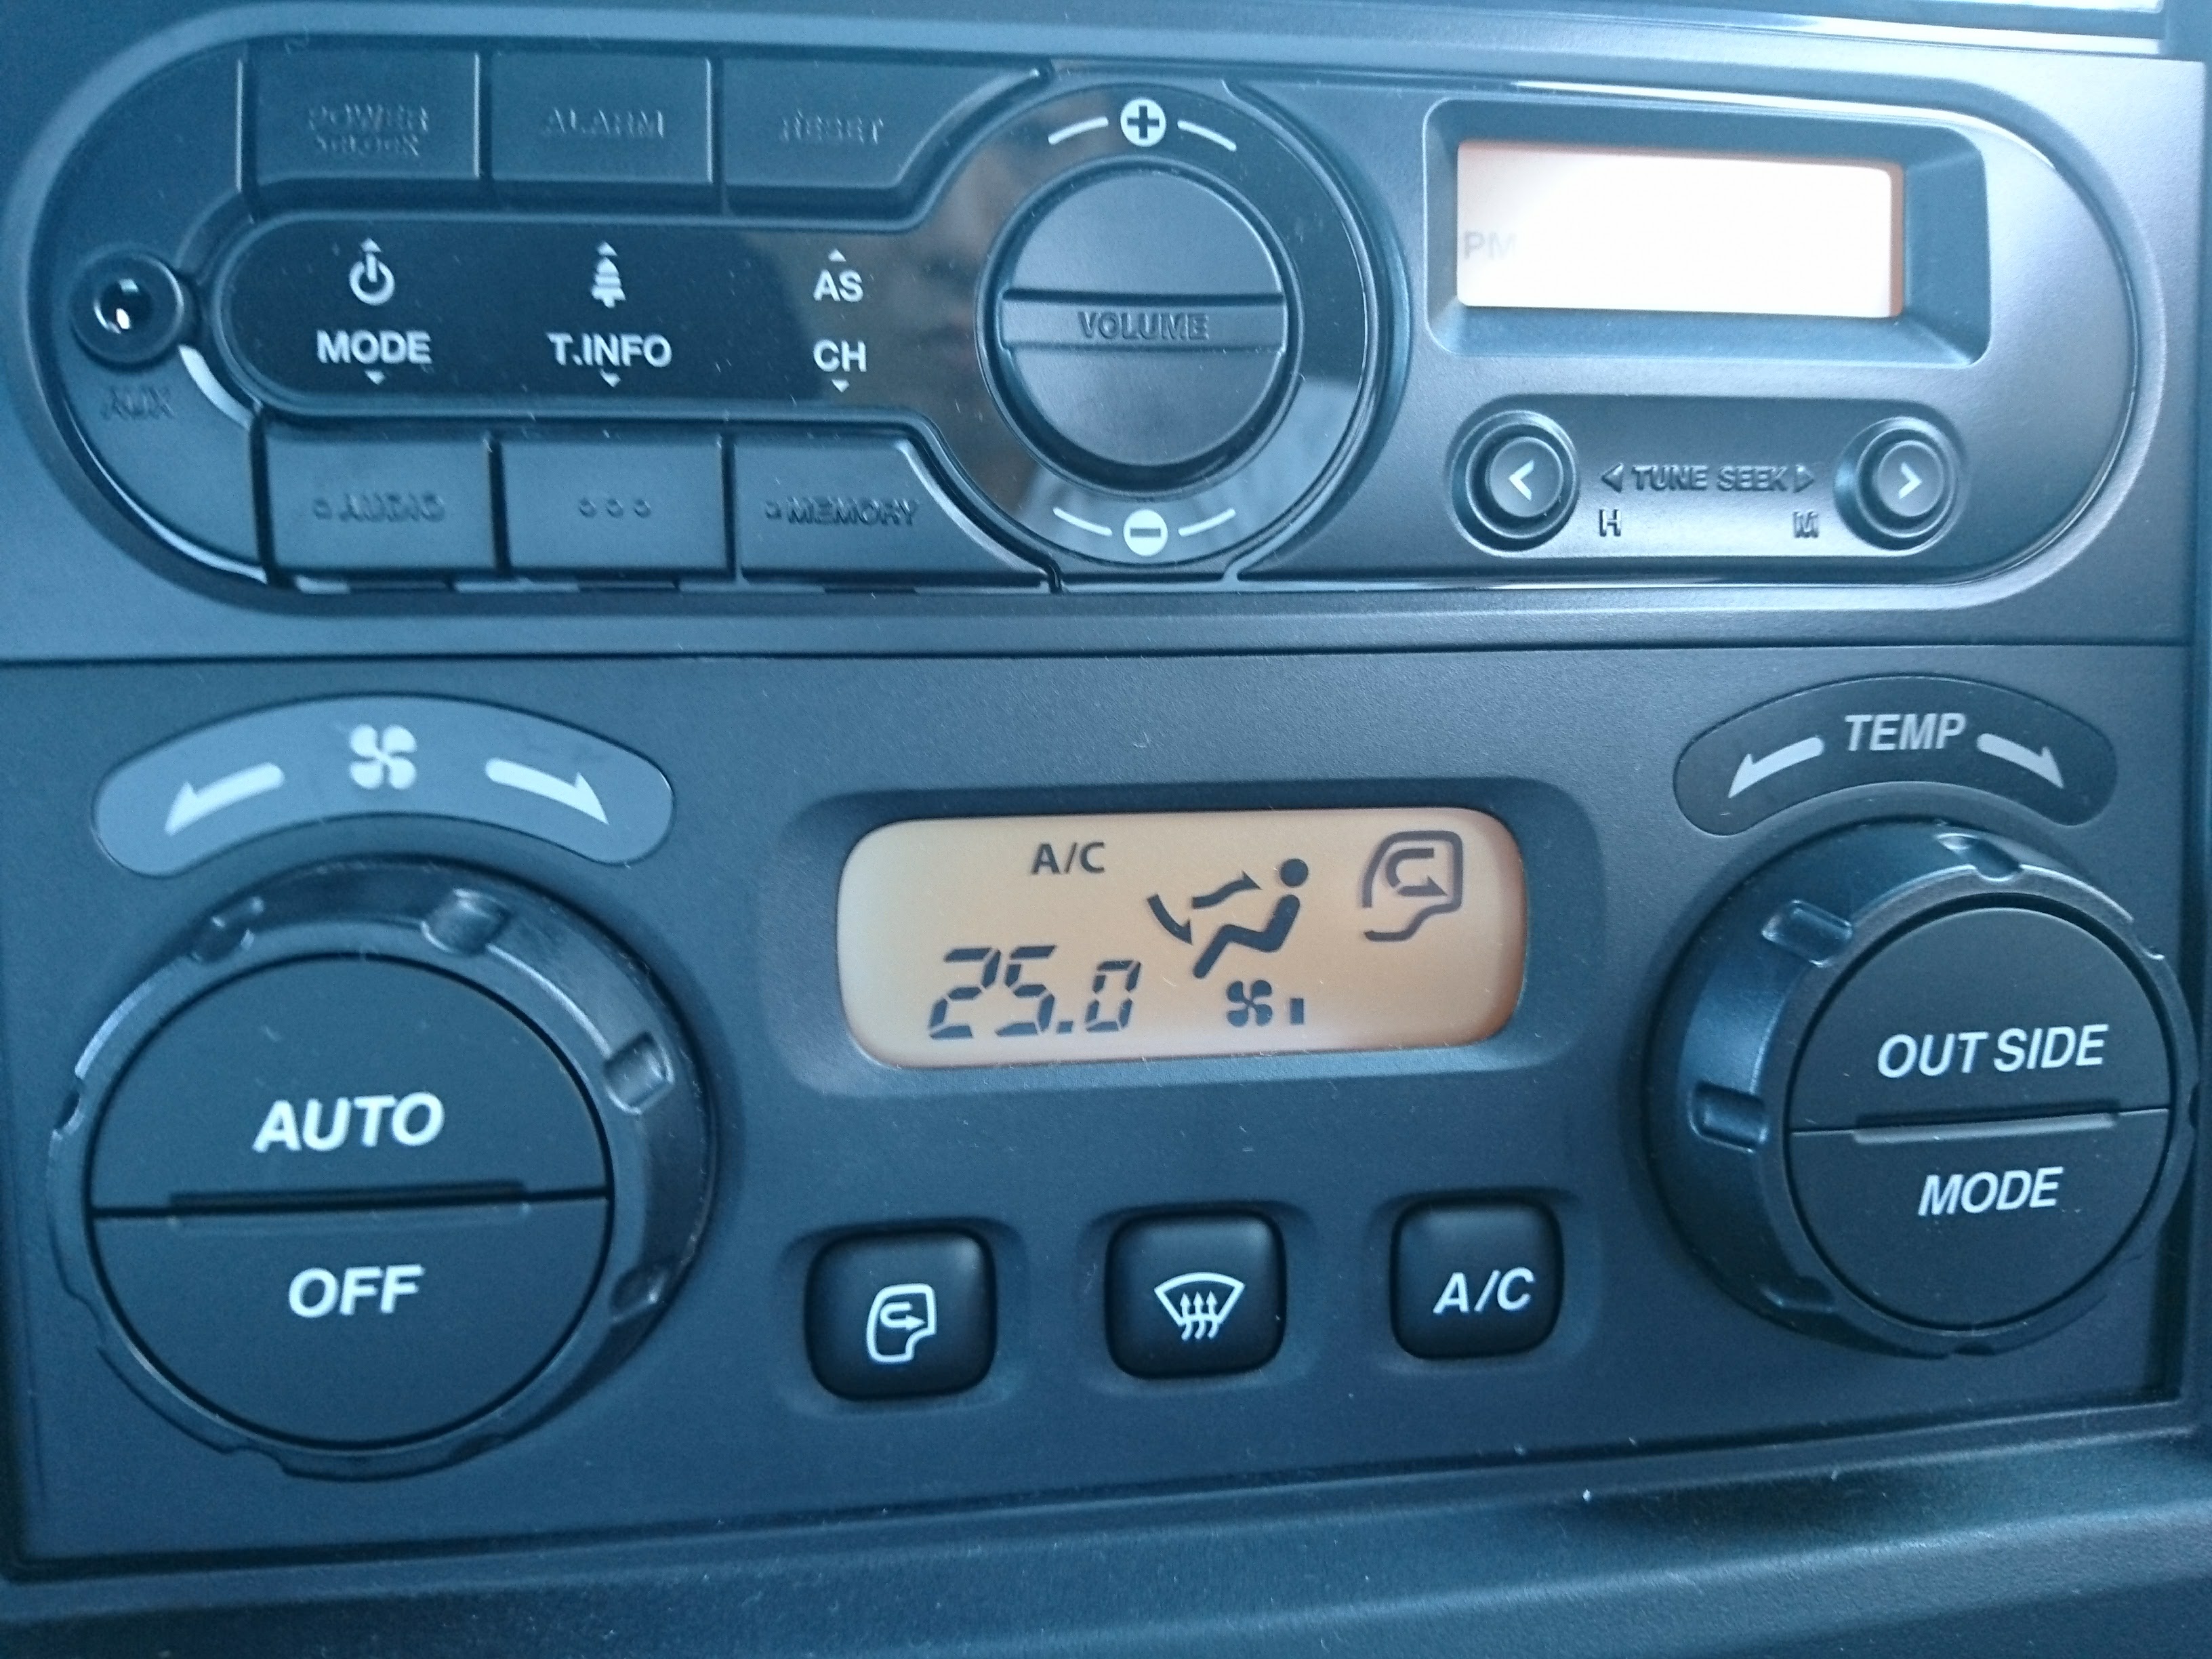 POWER
CLOCK
ALARM
RESET
AS
MODE
T.INFO
CH
AUX
AUDIO
MEMORY
VOLUME
PM
TUNE SEEK
H
M
TEMP
A/C
25.0
AUTO
OFF
OUT SIDE
MODE
A/C